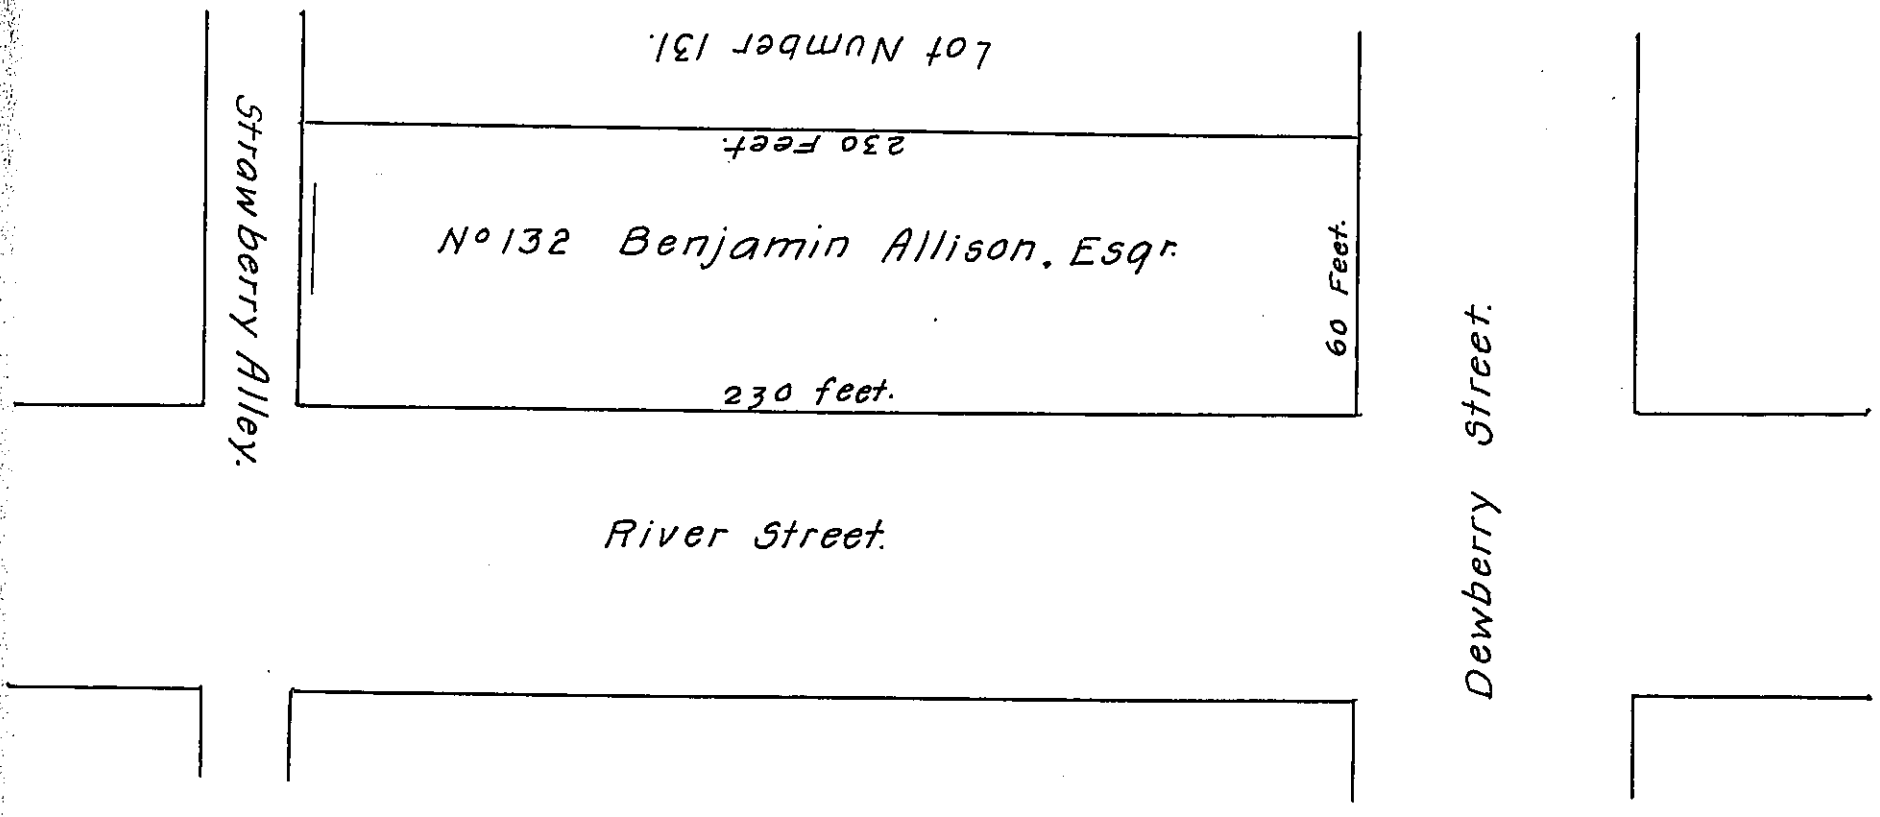 Lot Number 131.
230 Feet.
Strawberry Alley.
No 132 Benjamin Allison, Esqr.
60 Feet.
230 feet.
Dewberry Street.
River Street.